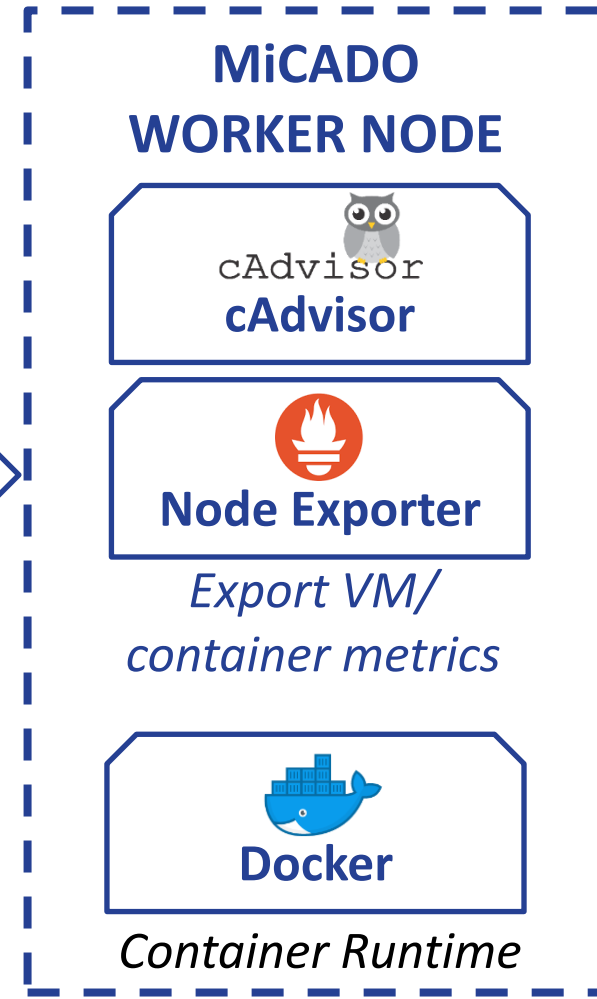 MiCADO
WORKER NODE
cAdvisor
cAdvisor
Node Exporter
Export VM/
container metrics
Docker
Container Runtime